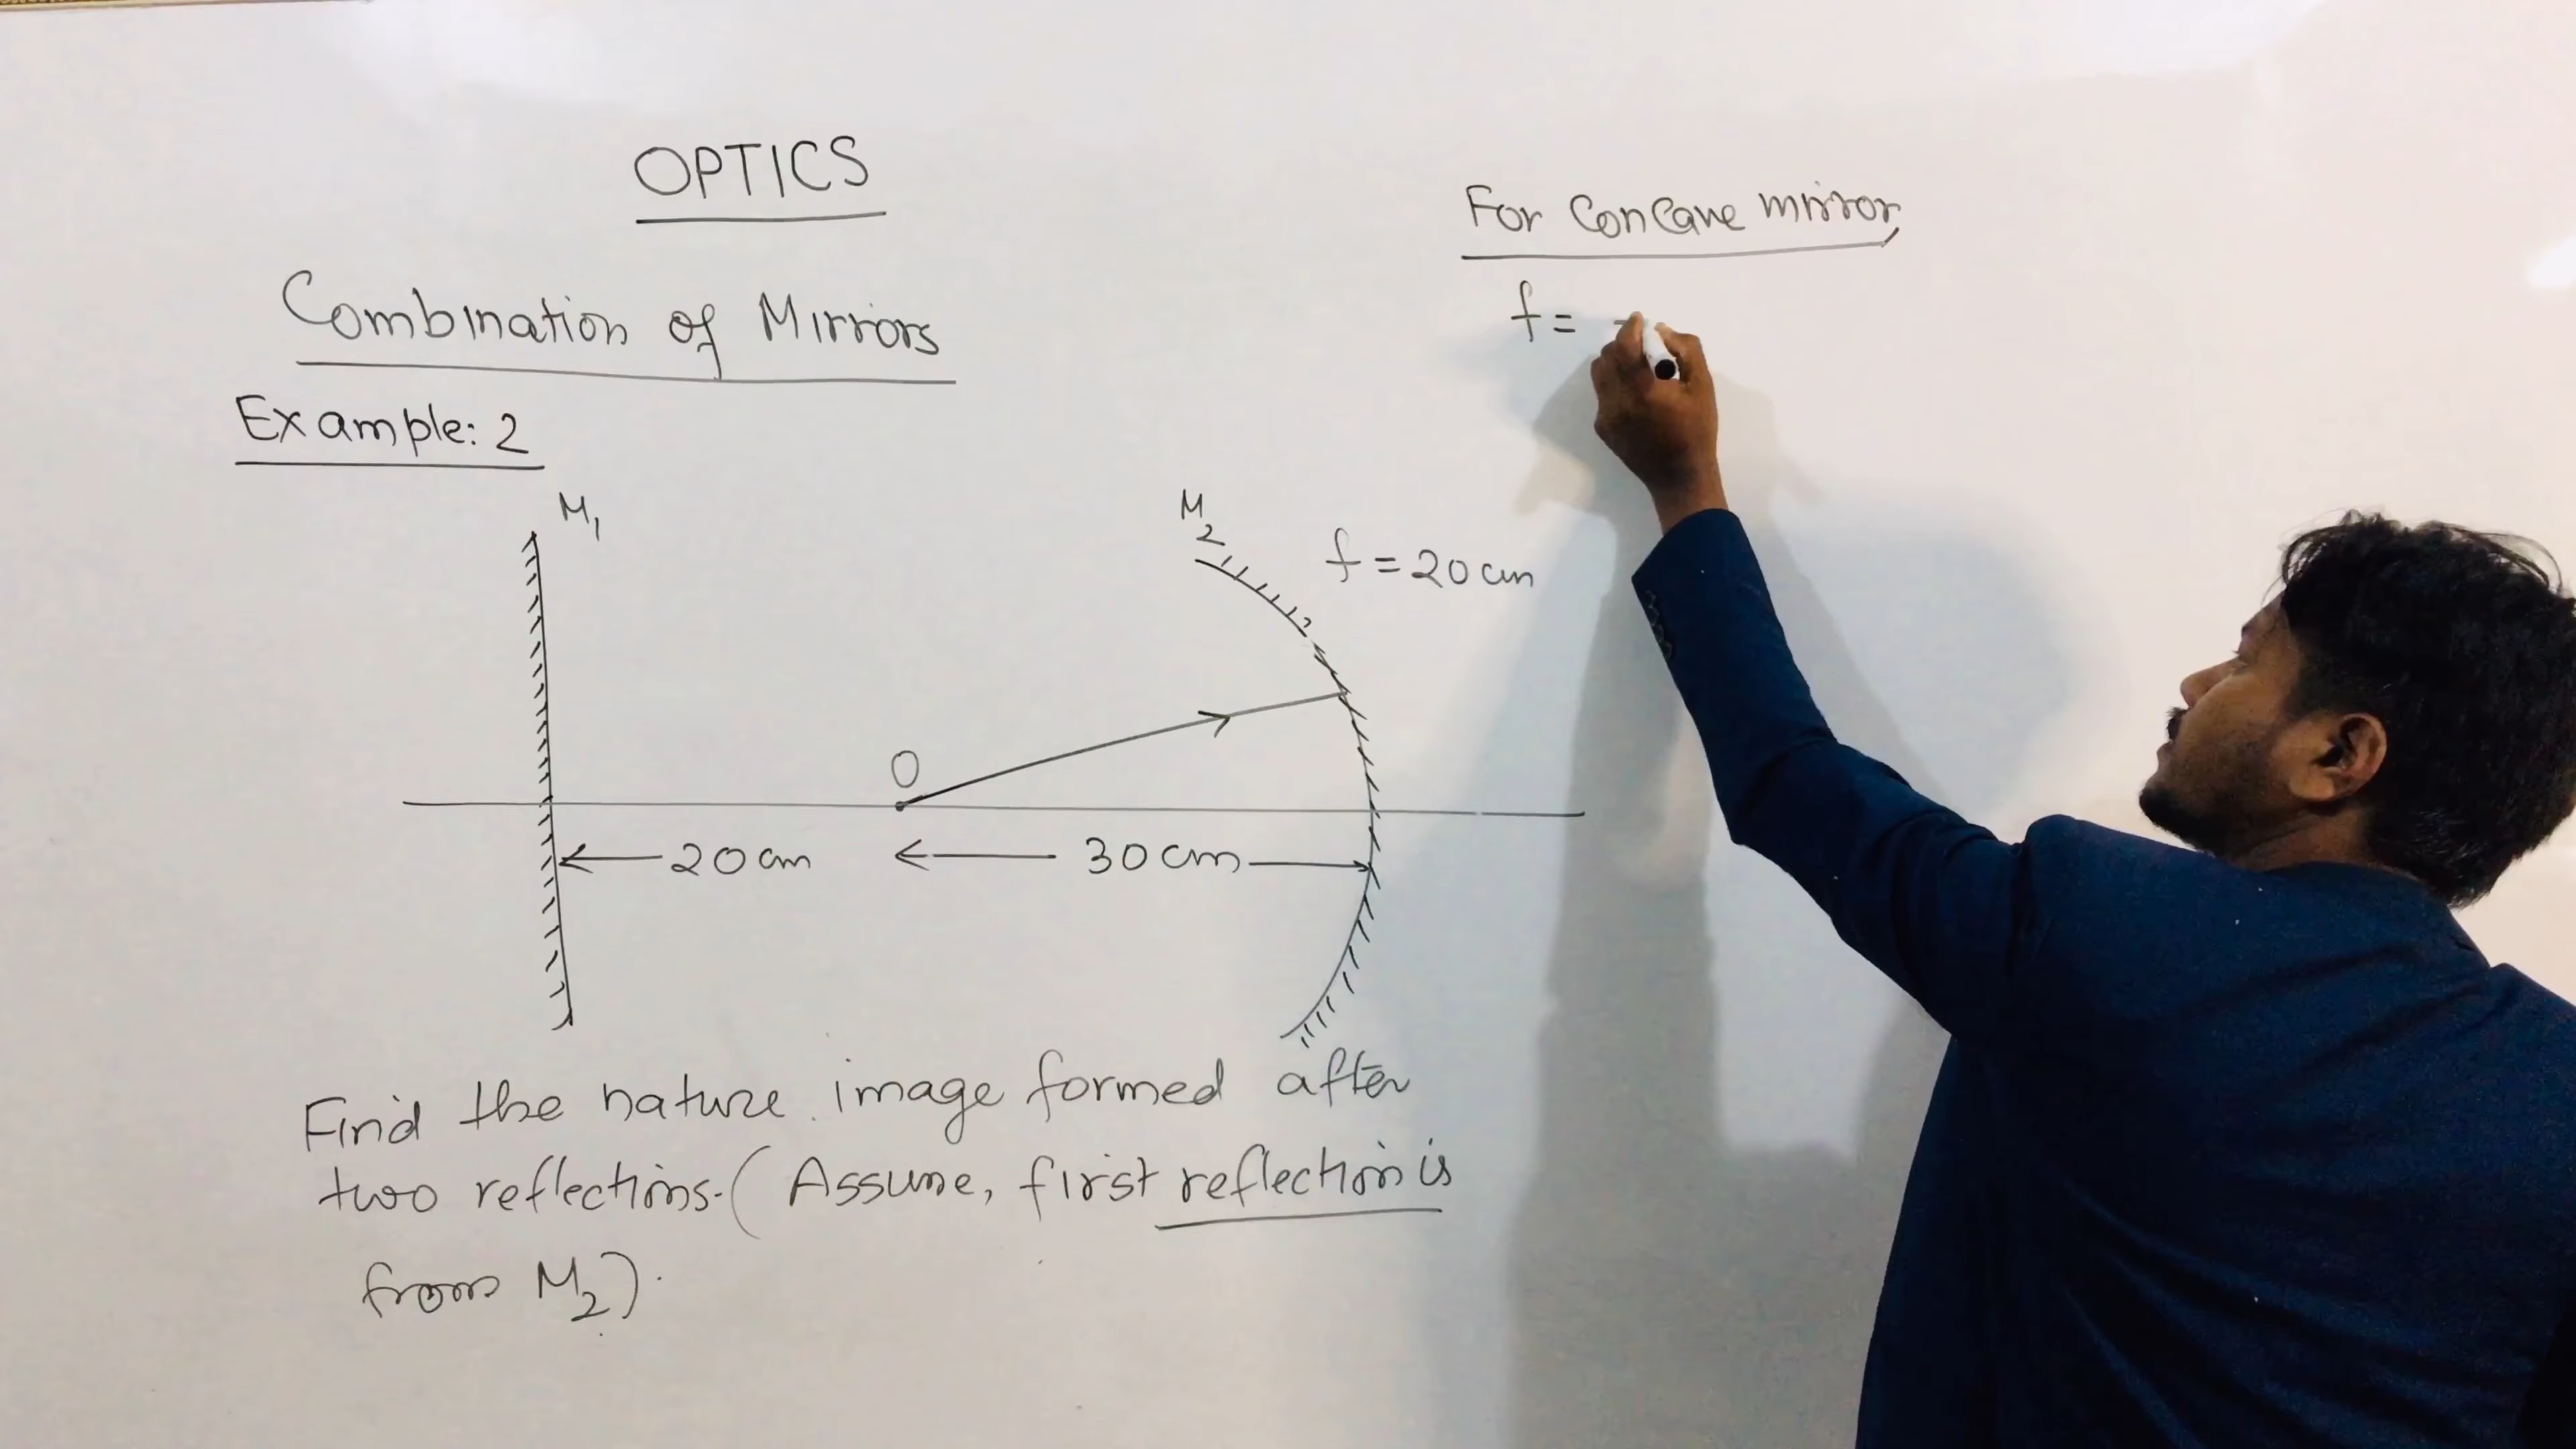 OPTICS
Combination of Mirrors
Example: 2
M1
M2
f = 20 cm
O
20 cm
30 cm
Find the nature image formed after
two reflections. (Assume, first reflection is
from M2).
For Concave mirror,
f = -